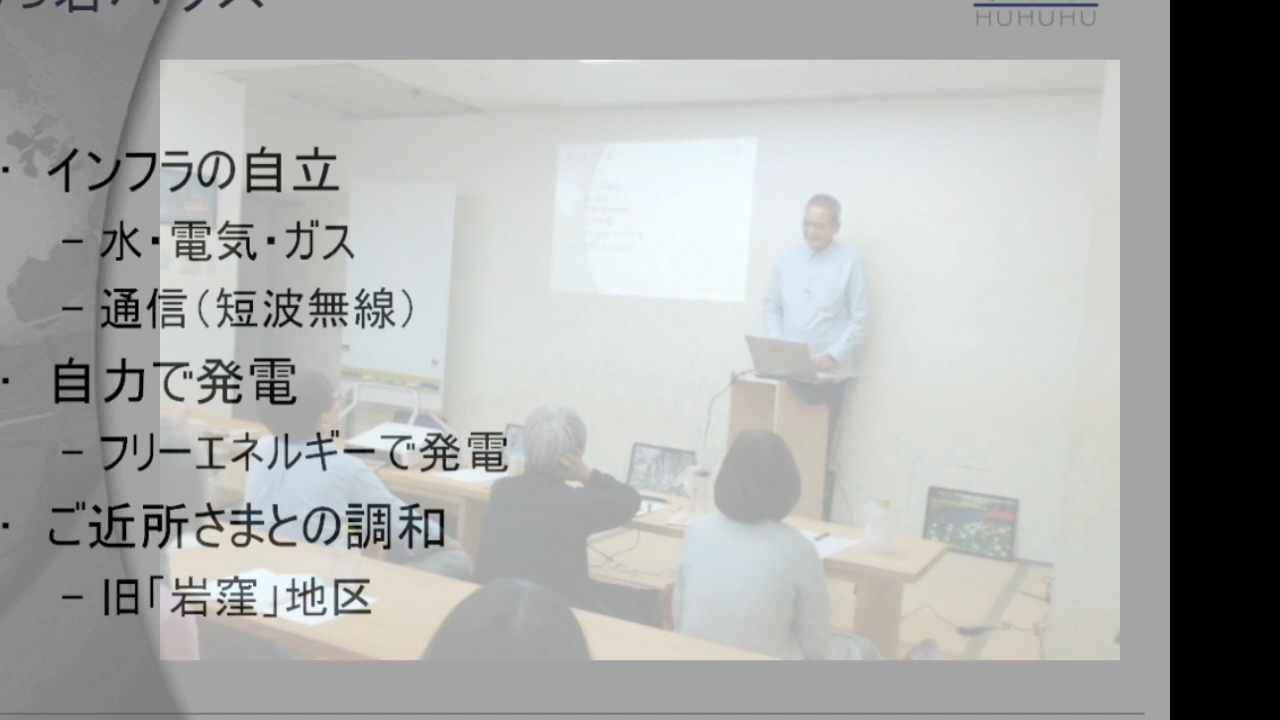 HUHUHU
・ インフラの自立
– 水・電気・ガス
– 通信（短波無線）
・ 自力で発電
– フリーエネルギーで発電
・ ご近所さまとの調和
– 旧「岩窪」地区